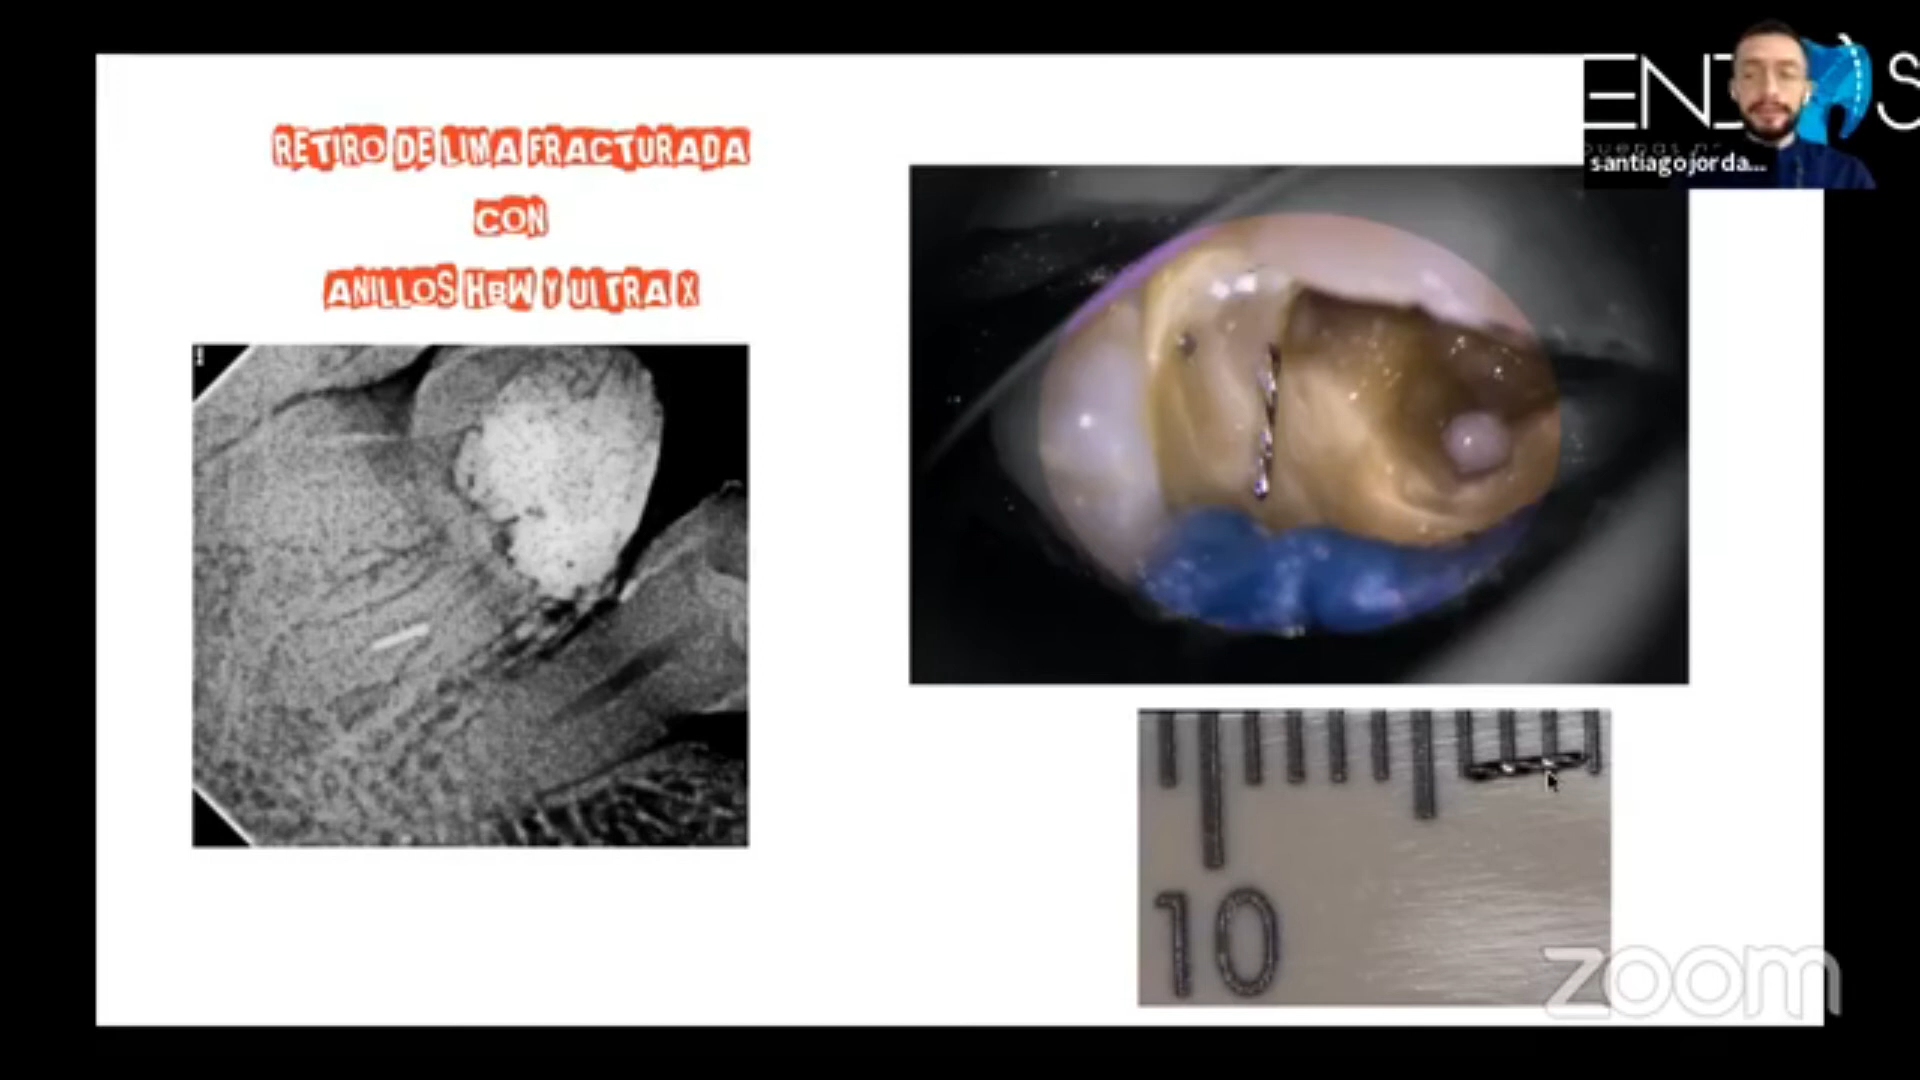 RETIRO DE LIMA FRACTURADA
CON
ANILLOS HBW Y ULTRA X
santiagojorda...
10
zoom